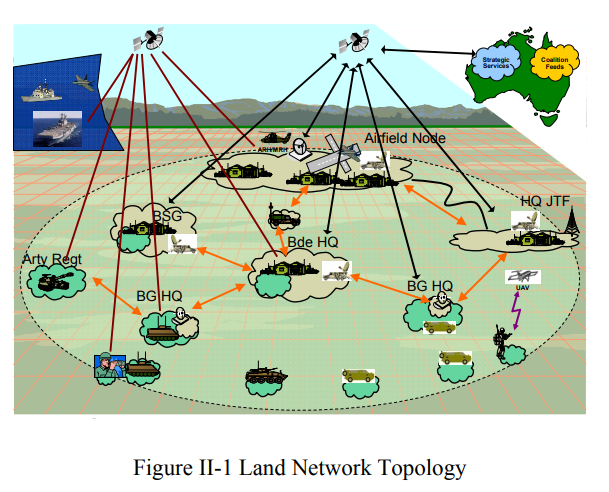 Strategic
Services
Coalition
Feeds
ARH/MRH
Airfield Node
HQ JTF
BSG
Bde HQ
Arty Regt
BG HQ
BG HQ
UAV
Figure II-1 Land Network Topology